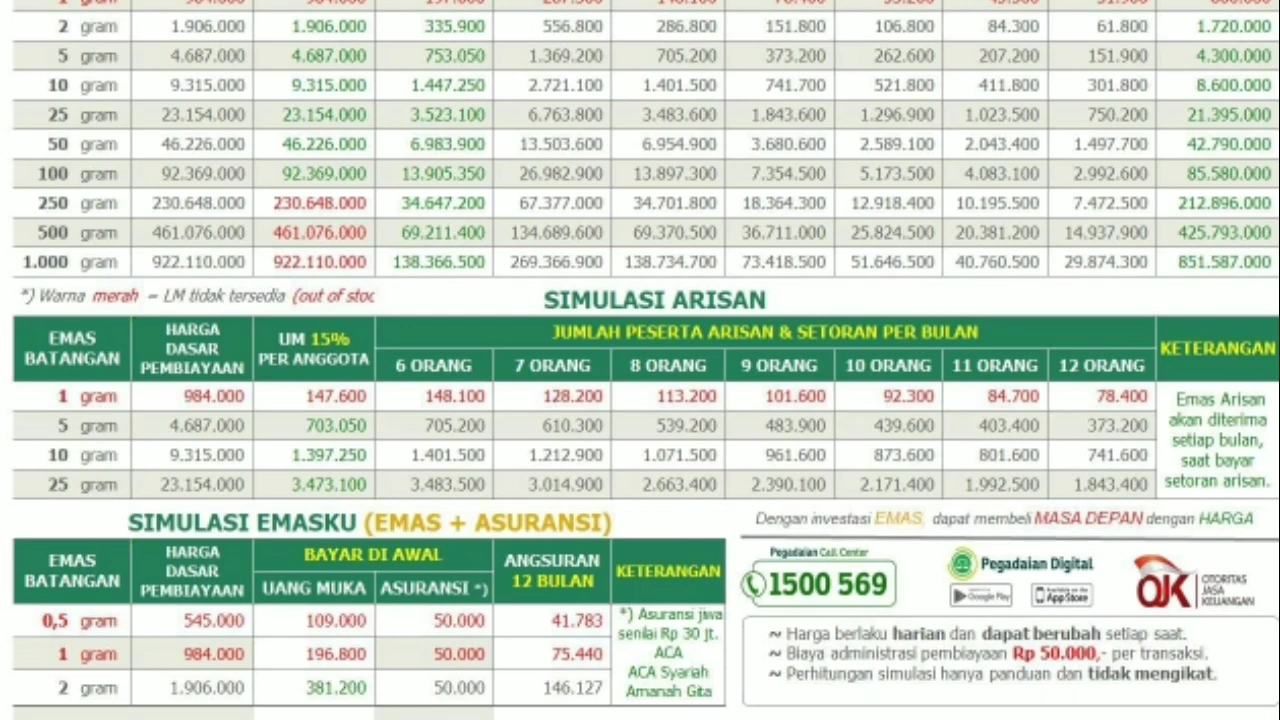 2 gram 1.906.000 1.906.000 335.900 556.800 286.800 151.800 106.800 84.300 61.800 1.720.000
5 gram 4.687.000 4.687.000 753.050 1.369.200 705.200 373.200 262.600 207.200 151.900 4.300.000
10 gram 9.315.000 9.315.000 1.447.250 2.721.100 1.401.500 741.700 521.800 411.800 301.800 8.600.000
25 gram 23.154.000 23.154.000 3.523.100 6.763.800 3.483.600 1.843.600 1.296.900 1.023.500 750.200 21.395.000
50 gram 46.226.000 46.226.000 6.983.900 13.503.600 6.954.900 3.680.600 2.589.100 2.043.400 1.497.700 42.790.000
100 gram 92.369.000 92.369.000 13.905.350 26.982.900 13.897.300 7.354.500 5.173.500 4.083.100 2.992.600 85.580.000
250 gram 230.648.000 230.648.000 34.647.200 67.377.000 34.701.800 18.364.300 12.918.400 10.195.500 7.472.500 212.896.000
500 gram 461.076.000 461.076.000 69.211.400 134.689.600 69.370.500 36.711.000 25.824.500 20.381.200 14.937.900 425.793.000
1.000 gram 922.110.000 922.110.000 138.366.500 269.366.900 138.734.700 73.418.500 51.646.500 40.760.500 29.874.300 851.587.000
*) Warna merah ~ LM tidak tersedia (out of stoc
SIMULASI ARISAN
EMAS BATANGAN
HARGA DASAR PEMBIAYAAN
UM 15% PER ANGGOTA
JUMLAH PESERTA ARISAN & SETORAN PER BULAN
KETERANGAN
6 ORANG 7 ORANG 8 ORANG 9 ORANG 10 ORANG 11 ORANG 12 ORANG
1 gram 984.000 147.600 148.100 128.200 113.200 101.600 92.300 84.700 78.400
5 gram 4.687.000 703.050 705.200 610.300 539.200 483.900 439.600 403.400 373.200
10 gram 9.315.000 1.397.250 1.401.500 1.212.900 1.071.500 961.600 873.600 801.600 741.600
25 gram 23.154.000 3.473.100 3.483.500 3.014.900 2.663.400 2.390.100 2.171.400 1.992.500 1.843.400
Emas Arisan
akan diterima
setiap bulan,
saat bayar
setoran arisan.
SIMULASI EMASKU (EMAS + ASURANSI)
EMAS BATANGAN
HARGA DASAR PEMBIAYAAN
BAYAR DI AWAL
UANG MUKA ASURANSI *)
ANGSURAN 12 BULAN
KETERANGAN
0,5 gram 545.000 109.000 50.000 41.783
1 gram 984.000 196.800 50.000 75.440
2 gram 1.906.000 381.200 50.000 146.127
*) Asuransi jiwa
senilai Rp 30 jt.
ACA
ACA Syariah
Amanah Gita
Dengan investasi EMAS, dapat membeli MASA DEPAN dengan HARGA
Pegadaian Call Center
1500 569
Pegadaian Digital
Google Play
App Store
OJK OTORITAS JASA KEUANGAN
~ Harga berlaku harian dan dapat berubah setiap saat.
~ Biaya administrasi pembiayaan Rp 50.000,- per transaksi.
~ Perhitungan simulasi hanya panduan dan tidak mengikat.